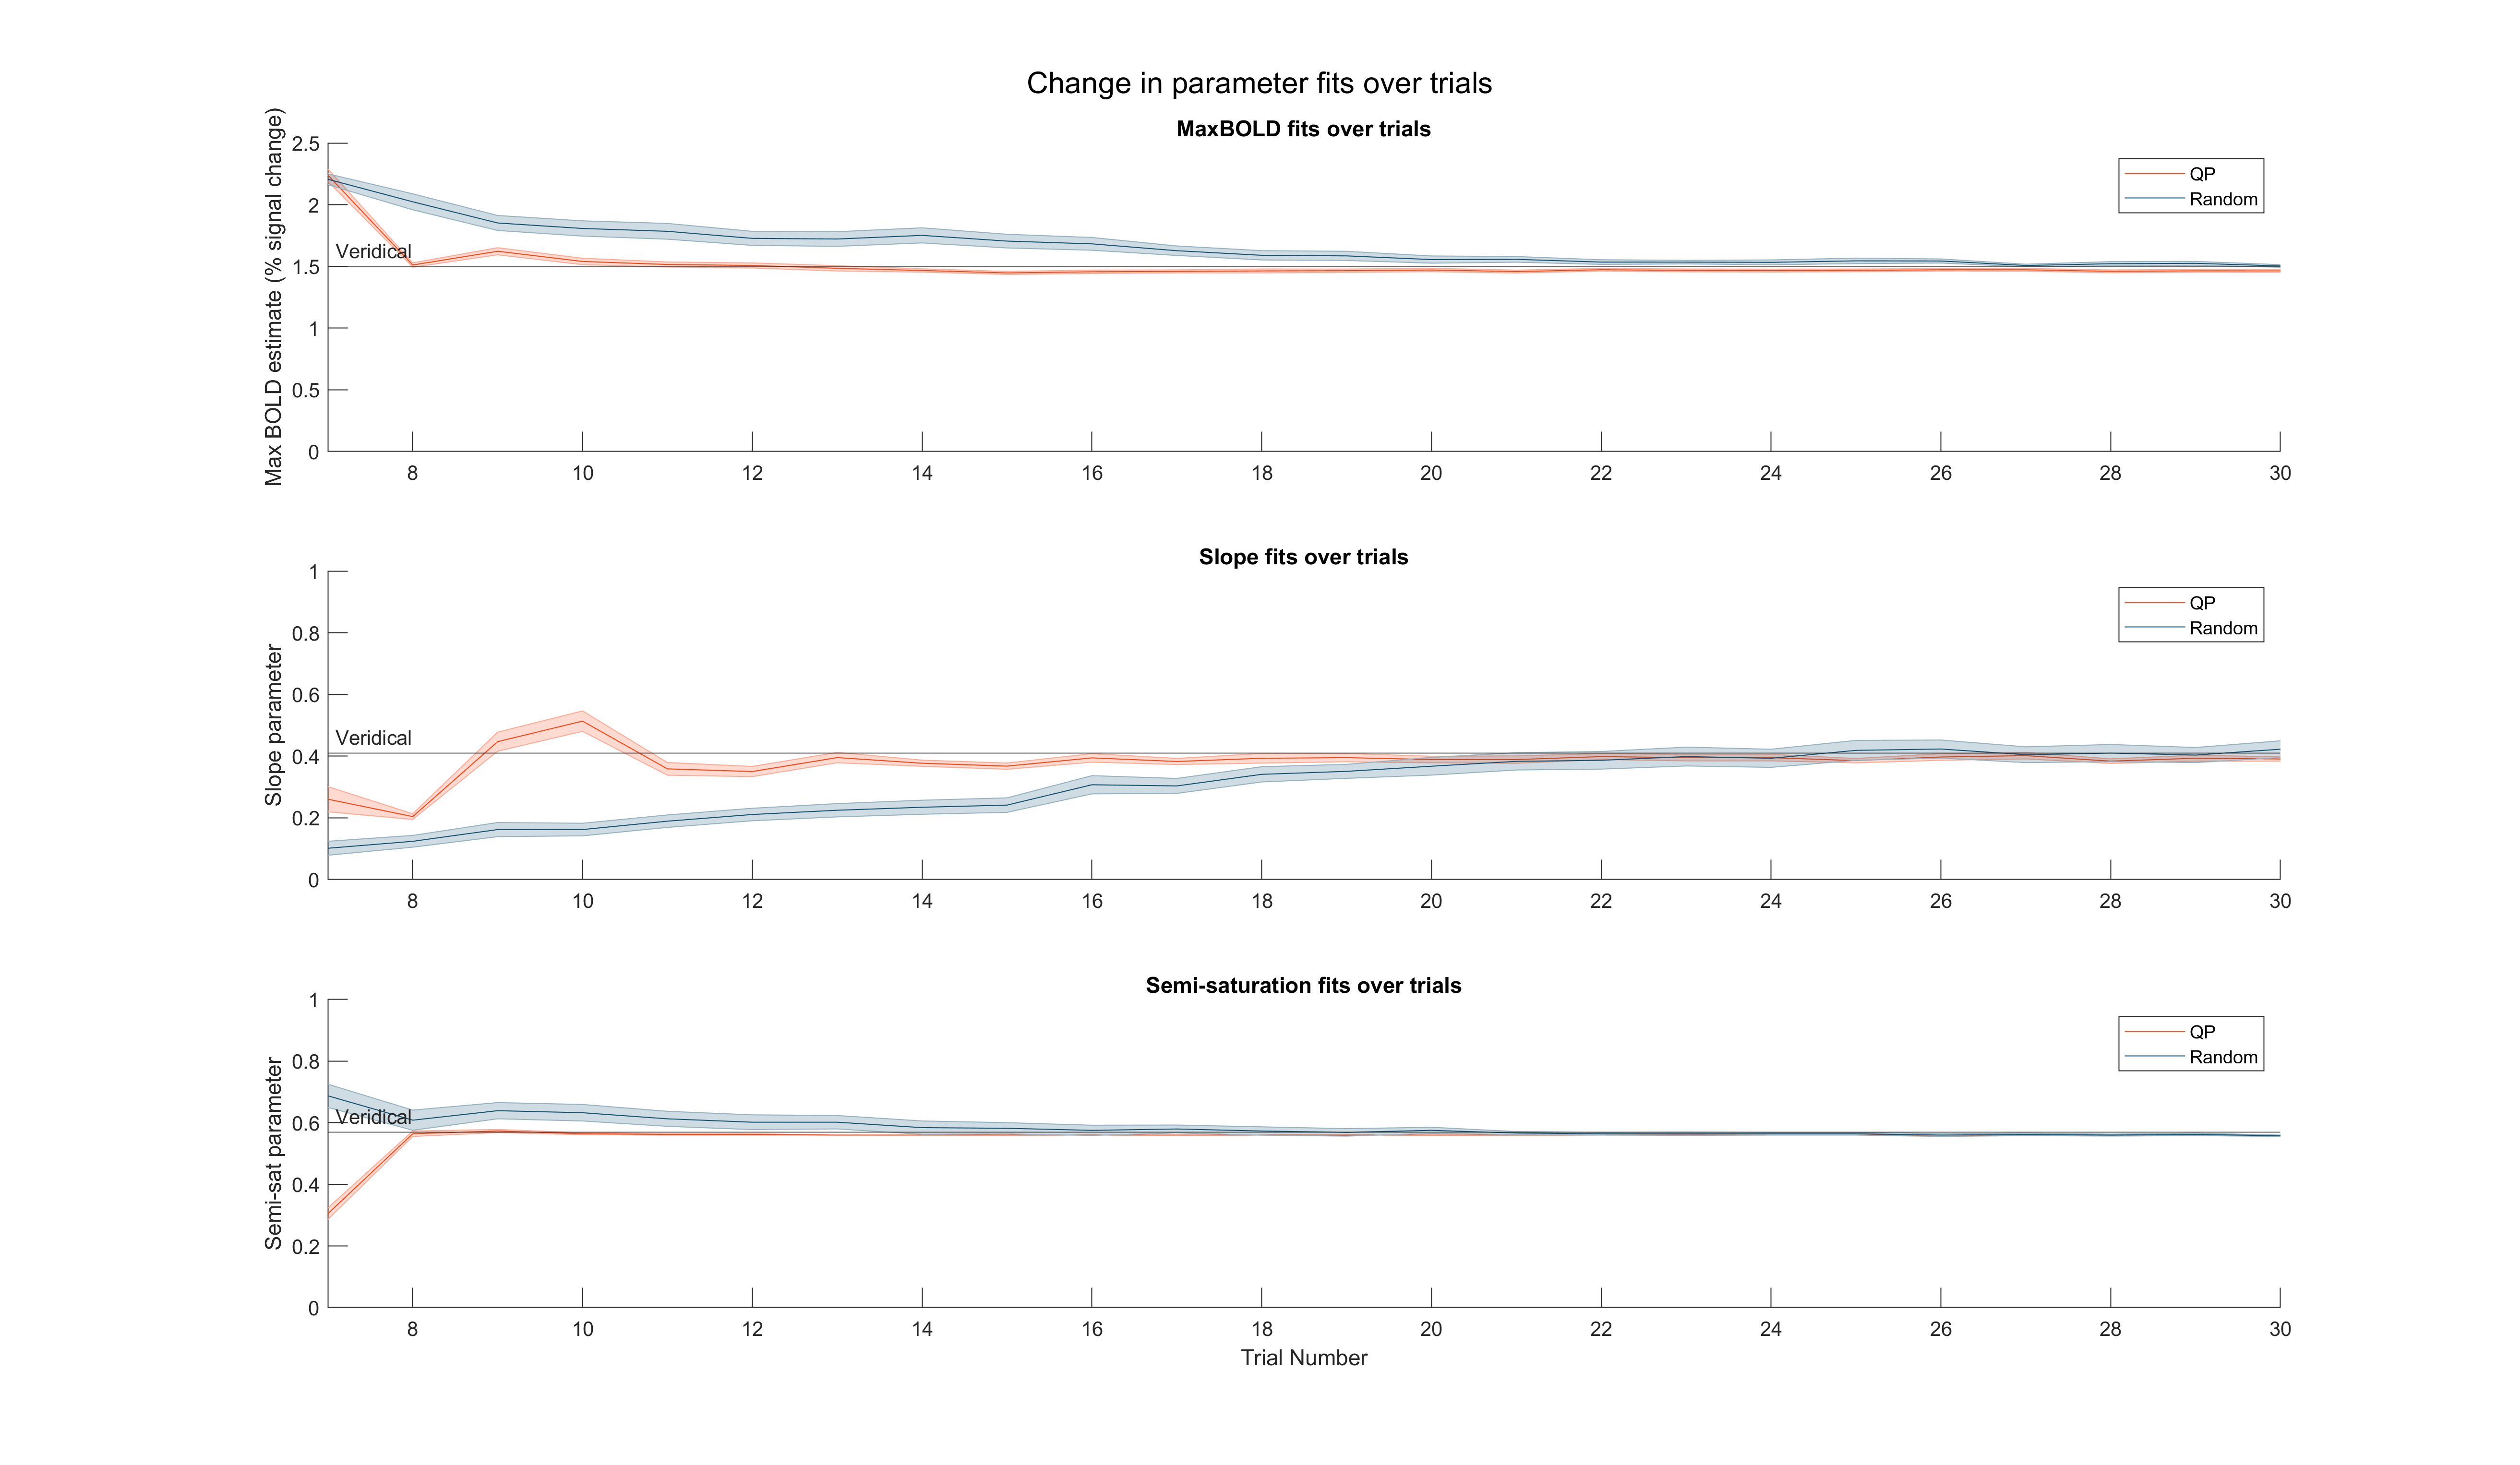 Change in parameter fits over trials
MaxBOLD fits over trials
Max BOLD estimate (% signal change)
2.5
2
1.5
1
0.5
0
Veridical
QP
Random
8 10 12 14 16 18 20 22 24 26 28 30
Slope fits over trials
Slope parameter
1
0.8
0.6
0.4
0.2
0
Veridical
QP
Random
8 10 12 14 16 18 20 22 24 26 28 30
Semi-saturation fits over trials
Semi-sat parameter
1
0.8
0.6
0.4
0.2
0
Veridical
QP
Random
8 10 12 14 16 18 20 22 24 26 28 30
Trial Number